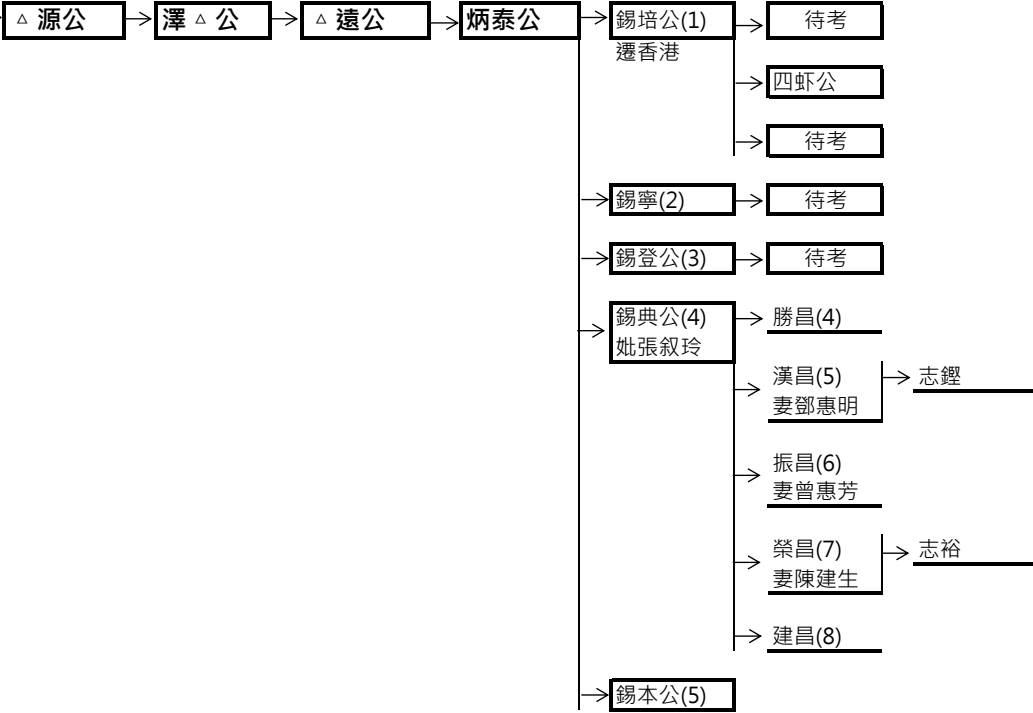 △ 源公
澤 △ 公
△ 遠公
炳泰公
錫培公(1)
遷香港
待考
四虾公
待考
錫寧(2)
待考
錫登公(3)
待考
錫典公(4)
妣張叙玲
勝昌(4)
漢昌(5)
妻鄧惠明
志鏗
振昌(6)
妻曾惠芳
榮昌(7)
妻陳建生
志裕
建昌(8)
錫本公(5)